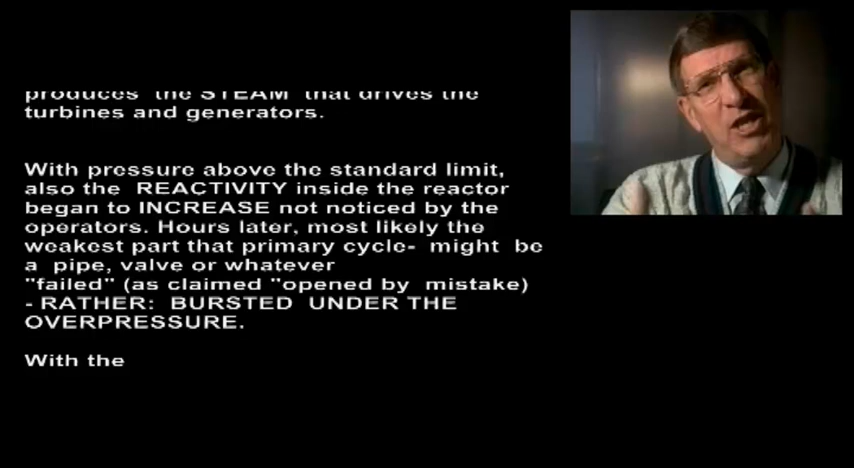 produces the STEAM that drives the
turbines and generators.
With pressure above the standard limit,
also the REACTIVITY inside the reactor
began to INCREASE not noticed by the
operators. Hours later, most likely the
weakest part that primary cycle- might be
a pipe, valve or whatever
"failed" (as claimed "opened by mistake)
- RATHER: BURSTED UNDER THE
OVERPRESSURE.
With the